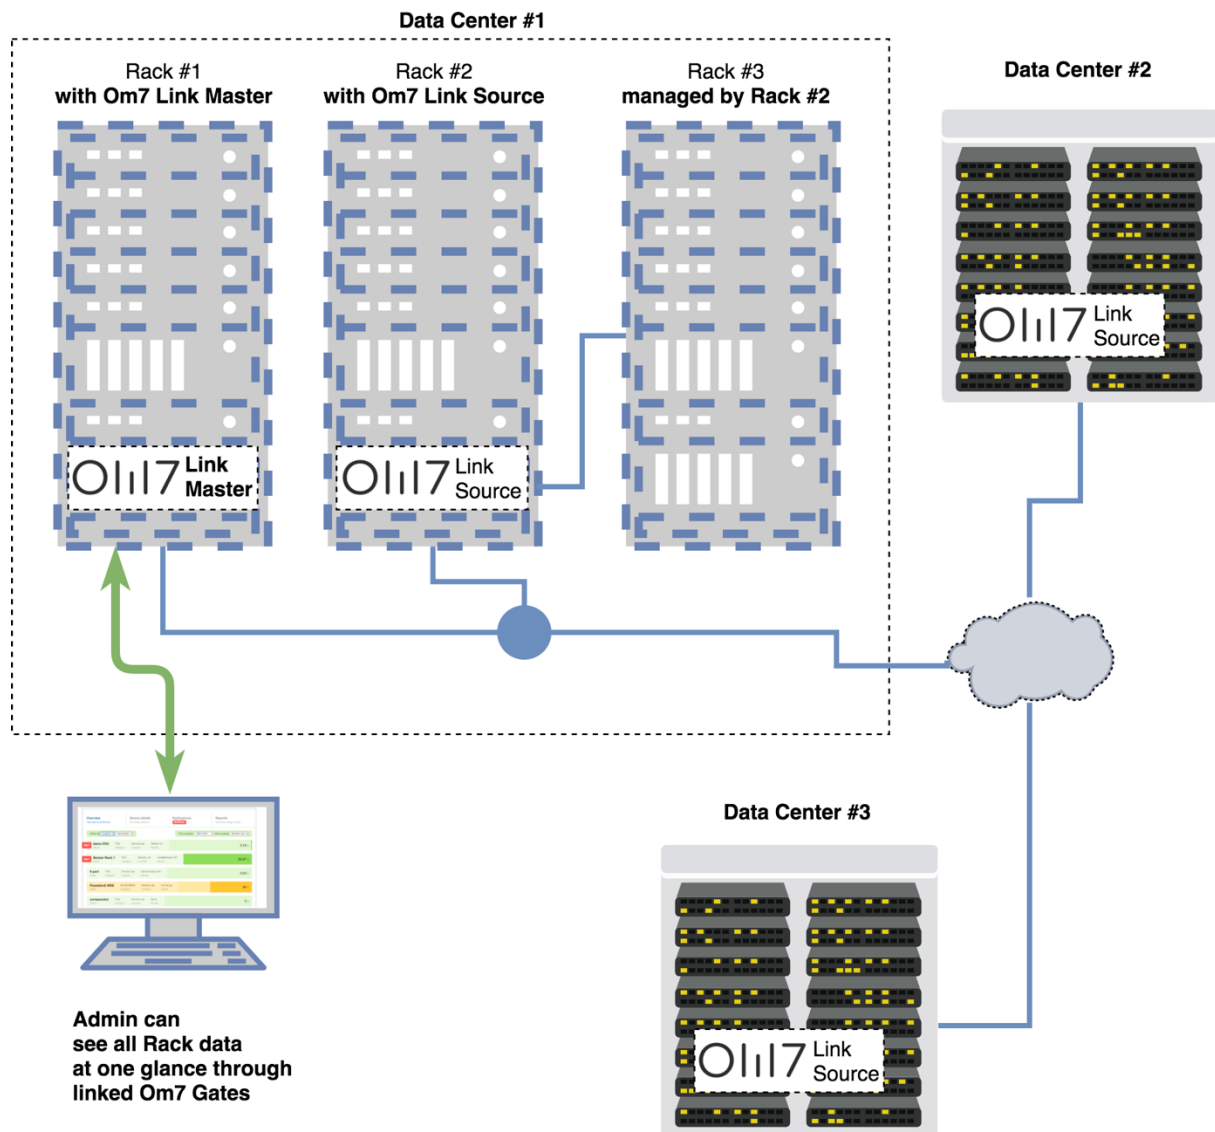 Data Center #1
Rack #1
with Om7 Link Master
Rack #2
with Om7 Link Source
Rack #3
managed by Rack #2
Data Center #2
Om7 Link
Master
Om7 Link
Source
Om7 Link
Source
Data Center #3
Om7 Link
Source
Admin can
see all Rack data
at one glance through
linked Om7 Gates